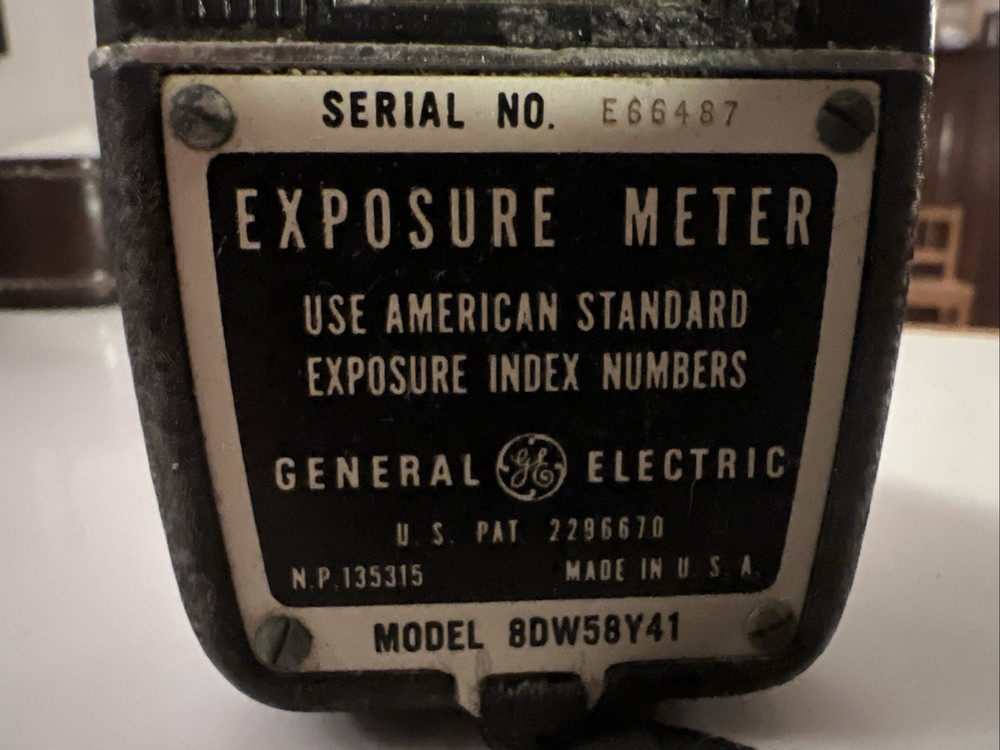 SERIAL NO. E66487
EXPOSURE METER
USE AMERICAN STANDARD
EXPOSURE INDEX NUMBERS
GENERAL GE ELECTRIC
U. S. PAT 2296670
N.P. 135315 MADE IN U. S. A.
MODEL 8DW58Y41